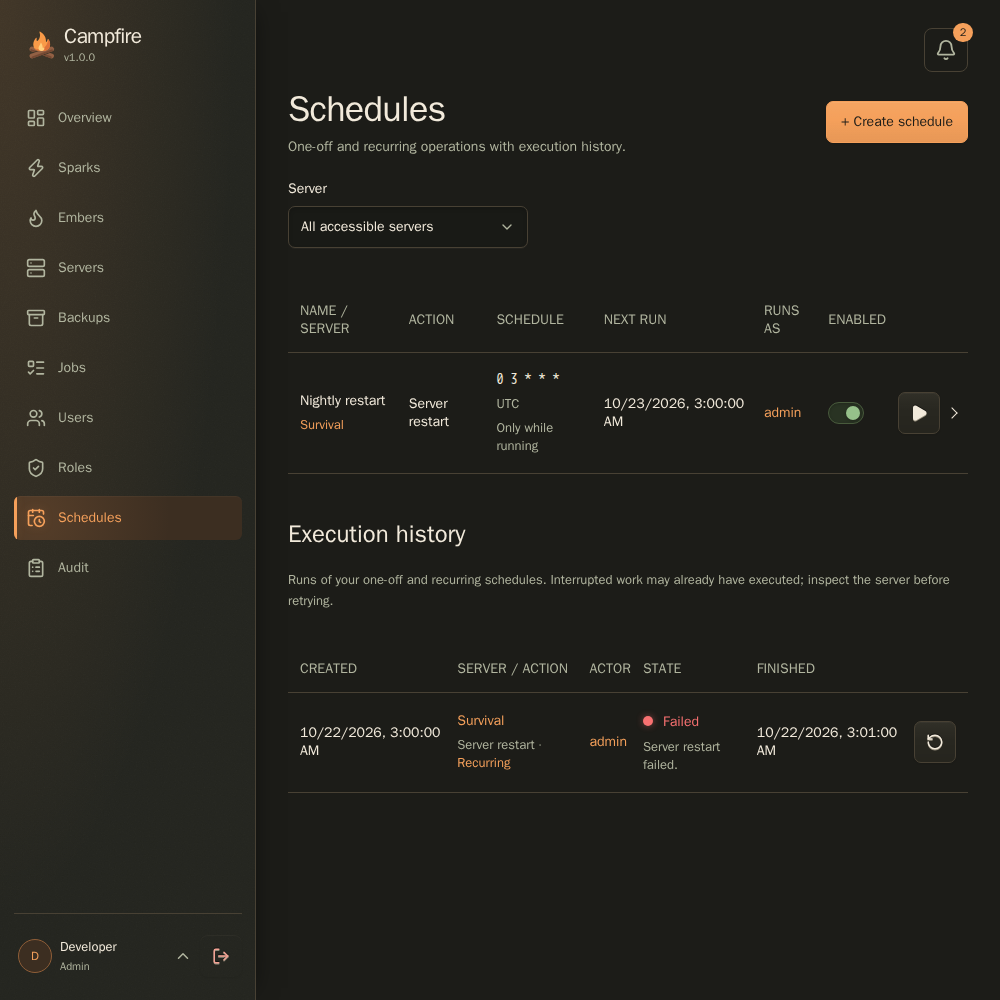 Campfire
v1.0.0
2
Overview
Sparks
Embers
Servers
Backups
Jobs
Users
Roles
Schedules
Audit
D
Developer
Admin
Schedules
One-off and recurring operations with execution history.
+ Create schedule
Server
All accessible servers
NAME /
SERVER
ACTION
SCHEDULE
NEXT RUN
RUNS
AS
ENABLED
Nightly restart
Survival
Server
restart
0 3 * * *
UTC
Only while
running
10/23/2026, 3:00:00
AM
admin
Execution history
Runs of your one-off and recurring schedules. Interrupted work may already have executed; inspect the server before
retrying.
CREATED
SERVER / ACTION
ACTOR
STATE
FINISHED
10/22/2026, 3:00:00
AM
Survival
Server restart ·
Recurring
admin
Failed
Server restart
failed.
10/22/2026, 3:01:00
AM